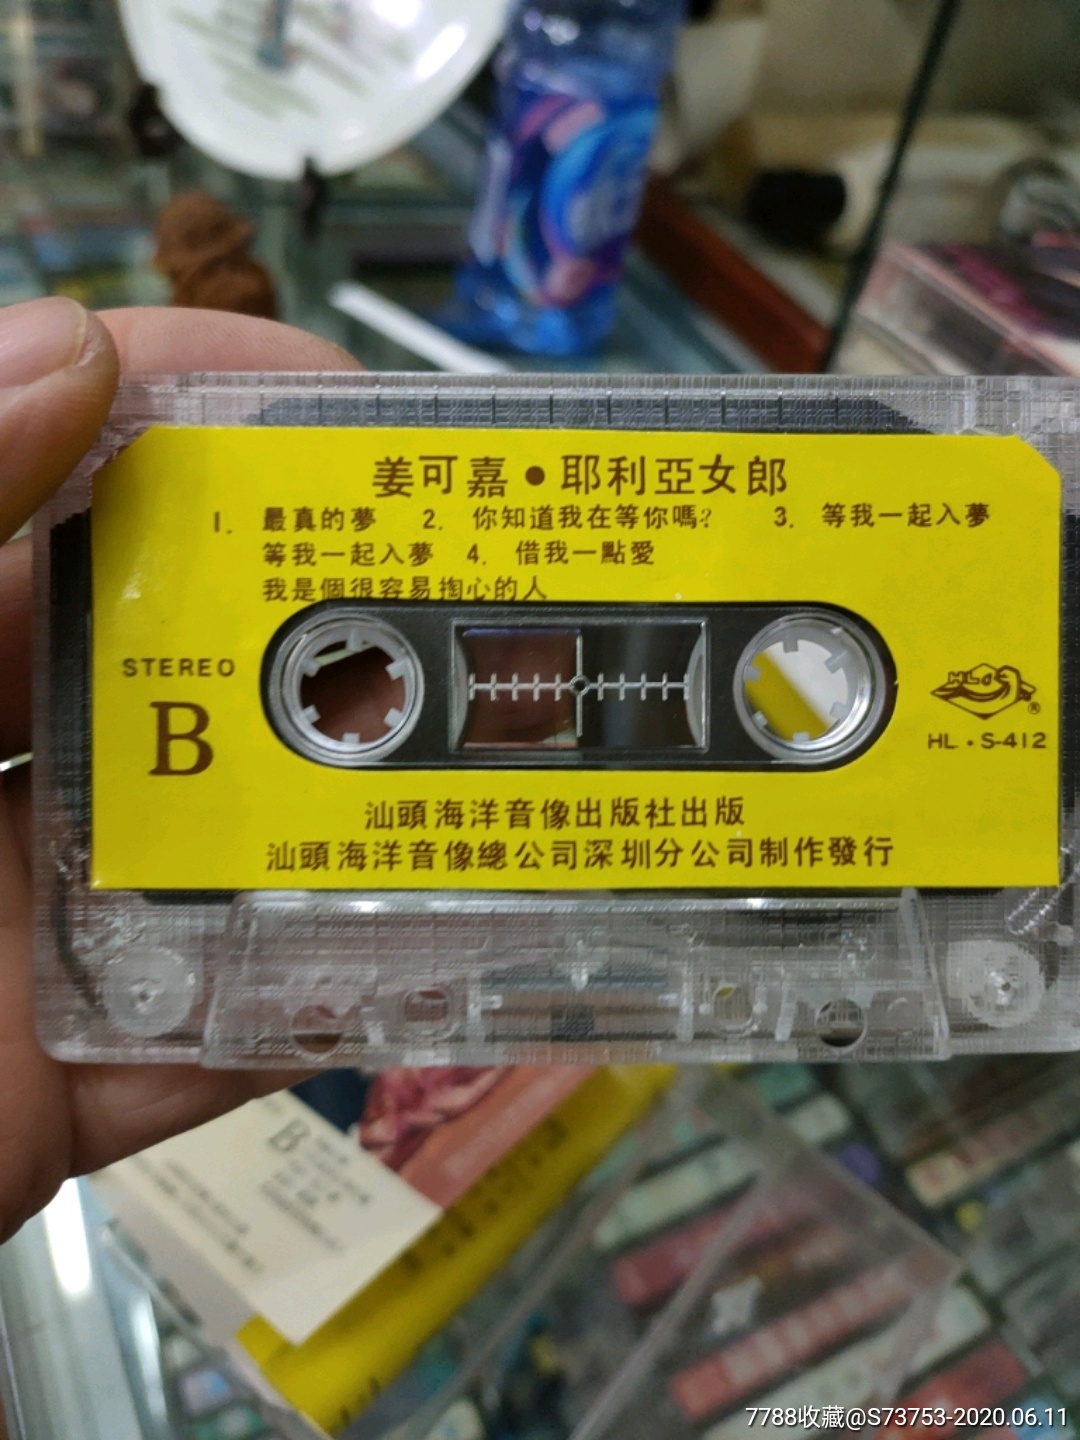 姜可嘉•耶利亞女郎
1. 最真的夢 2. 你知道我在等你嗎? 3. 等我一起入夢
等我一起入夢 4. 借我一點愛
我是個很容易掏心的人
STEREO
B
HL
®
HL•S-412
汕頭海洋音像出版社出版
汕頭海洋音像總公司深圳分公司制作發行
B
7788收藏@S73753-2020.06.11